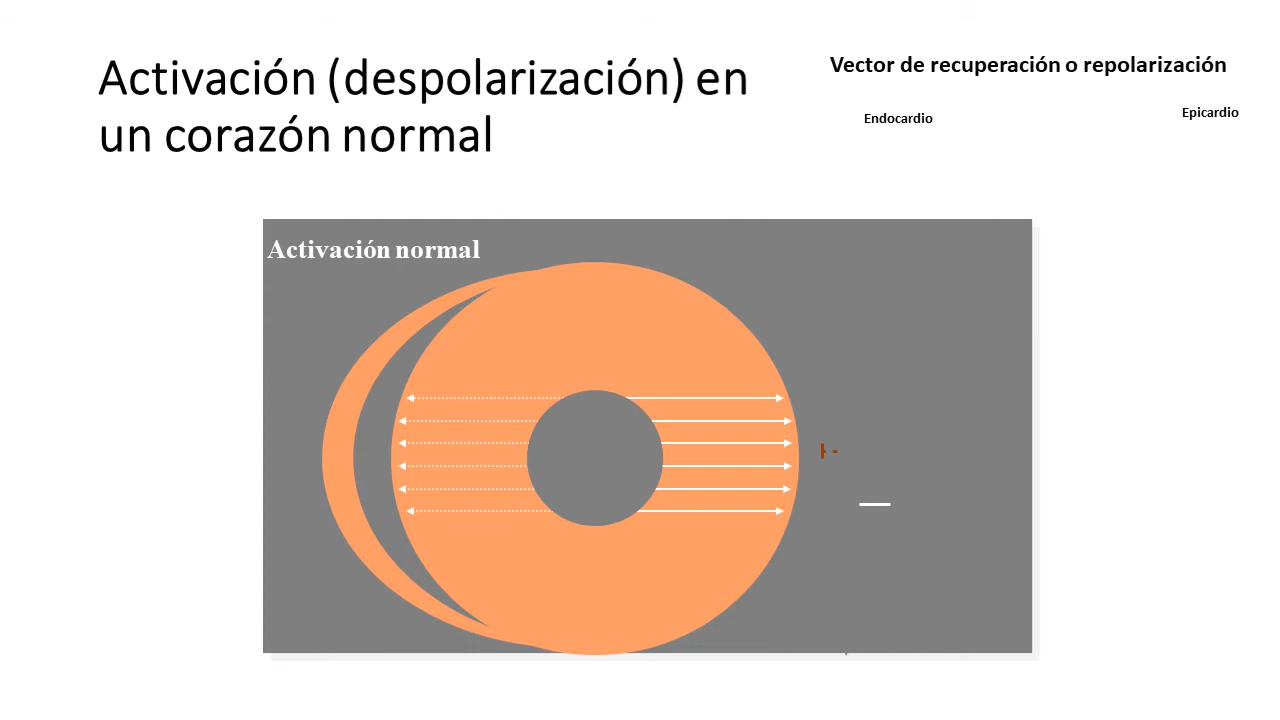 Activación (despolarización) en
un corazón normal
Vector de recuperación o repolarización
Endocardio
Epicardio
Activación normal